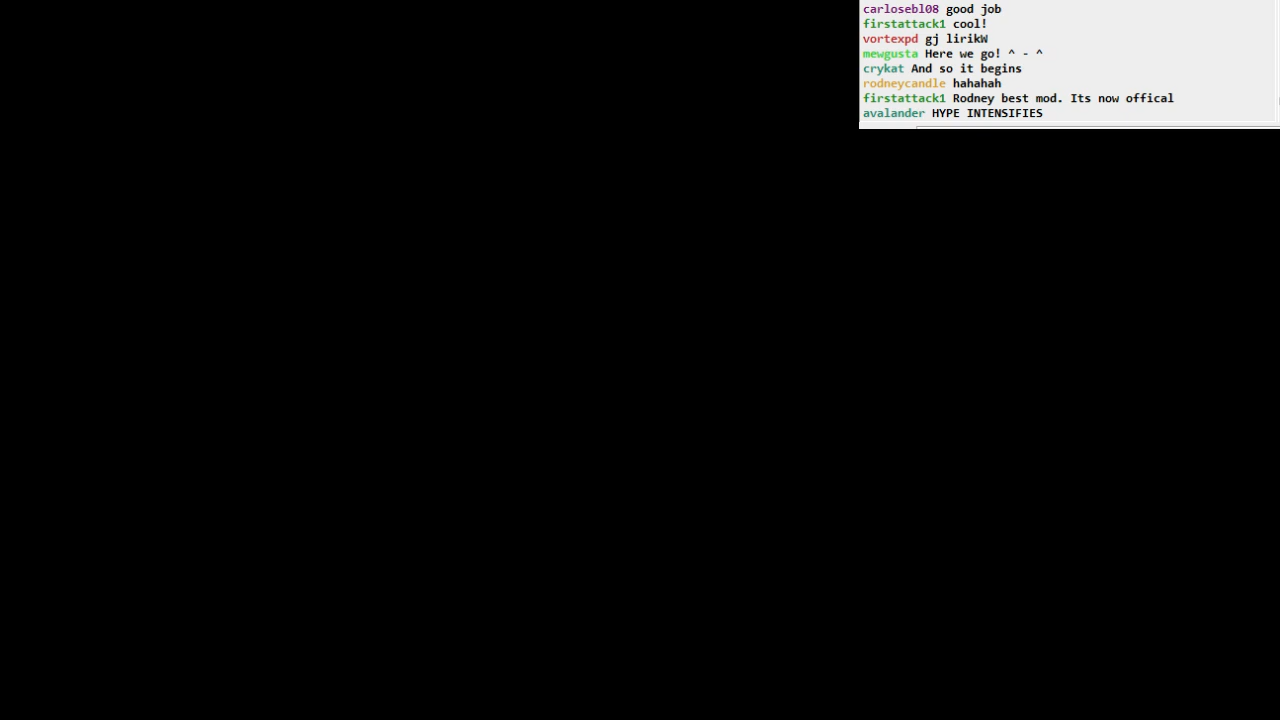 carlosebl08 good job
firstattack1 cool!
vortexpd gj lirikW
mewgusta Here we go! ^ - ^
crykat And so it begins
rodneycandle hahahah
firstattack1 Rodney best mod. Its now offical
avalander HYPE INTENSIFIES